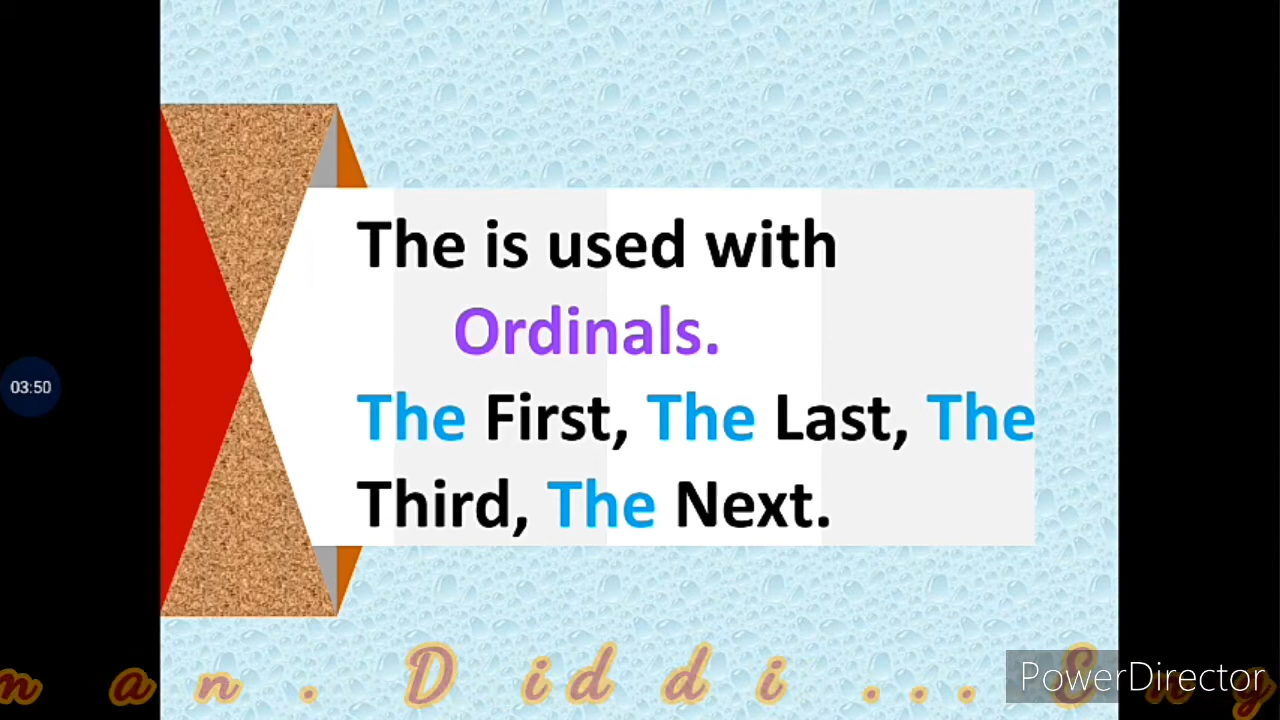 The is used with
Ordinals.
The First, The Last, The
Third, The Next.
03:50
m a n . D i d d i . . . E n g
PowerDirector